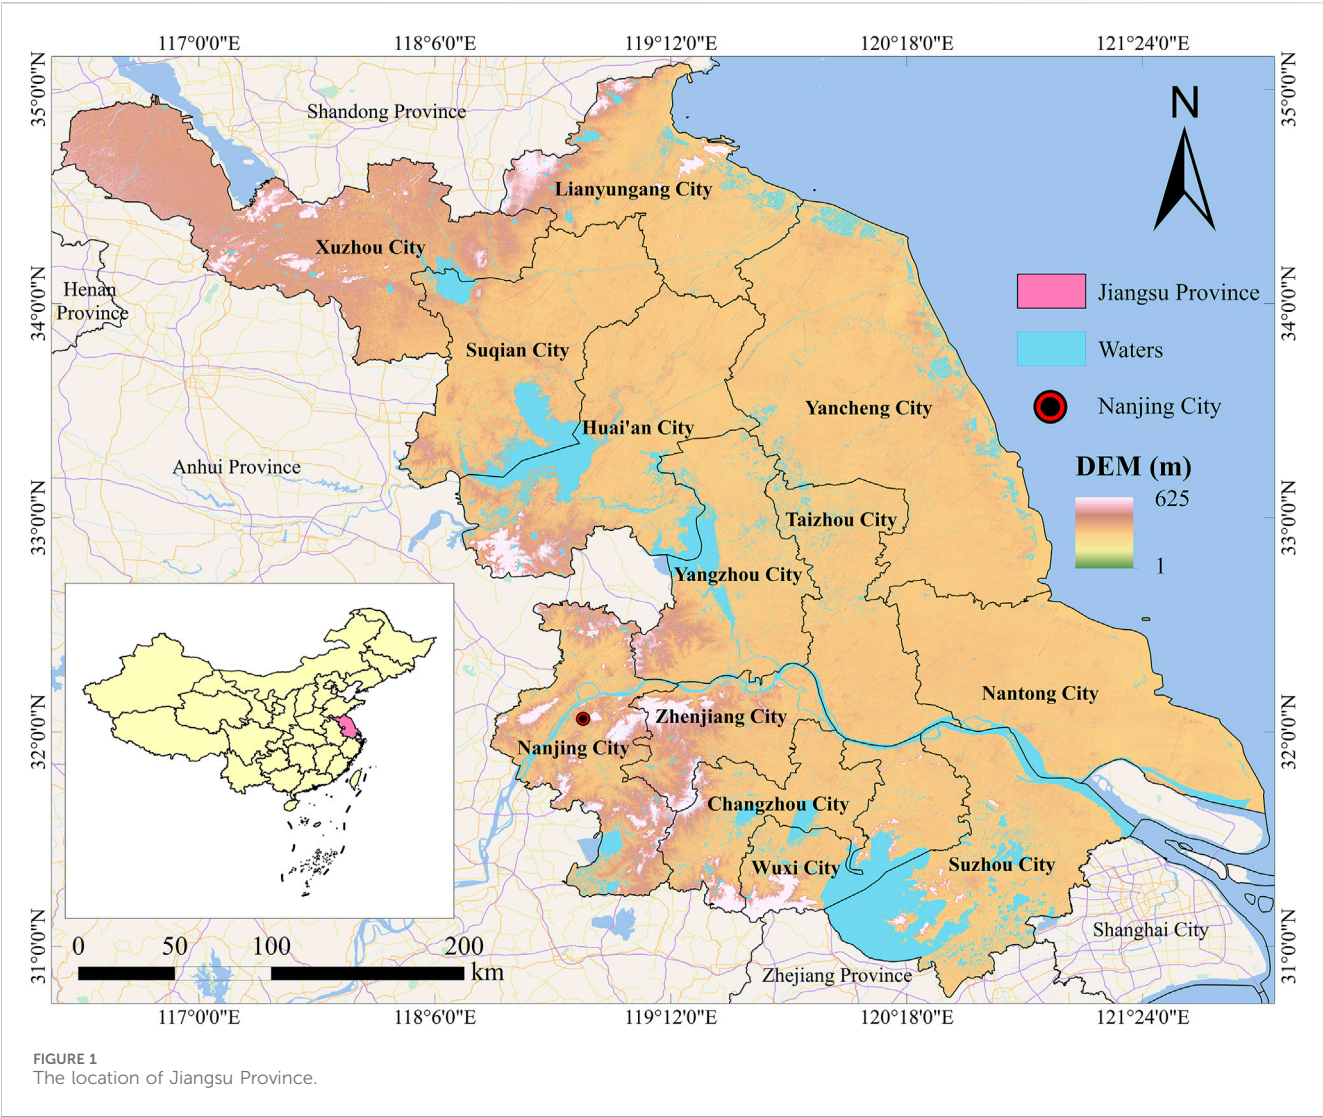 117°0'0"E
118°6'0"E
119°12'0"E
120°18'0"E
121°24'0"E
35°0'0"N
34°0'0"N
33°0'0"N
32°0'0"N
31°0'0"N
35°0'0"N
34°0'0"N
33°0'0"N
32°0'0"N
31°0'0"N
Shandong Province
Lianyungang City
Xuzhou City
Henan
Province
Suqian City
Huai'an City
Yancheng City
Anhui Province
Taizhou City
Yangzhou City
Nantong City
Zhenjiang City
Nanjing City
Changzhou City
Wuxi City
Suzhou City
Shanghai City
Zhejiang Province
N
Jiangsu Province
Waters
Nanjing City
DEM (m)
625
1
0
50
100
200
km
117°0'0"E
118°6'0"E
119°12'0"E
120°18'0"E
121°24'0"E
FIGURE 1
The location of Jiangsu Province.